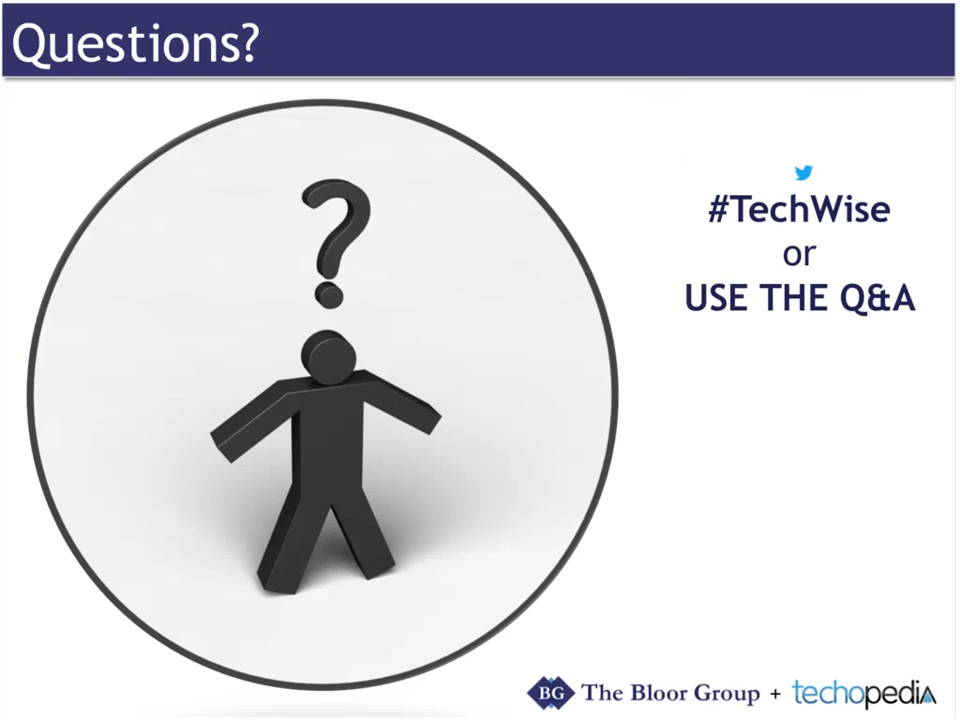 Questions?
?
#TechWise
or
USE THE Q&A
BG The Bloor Group + techopedia